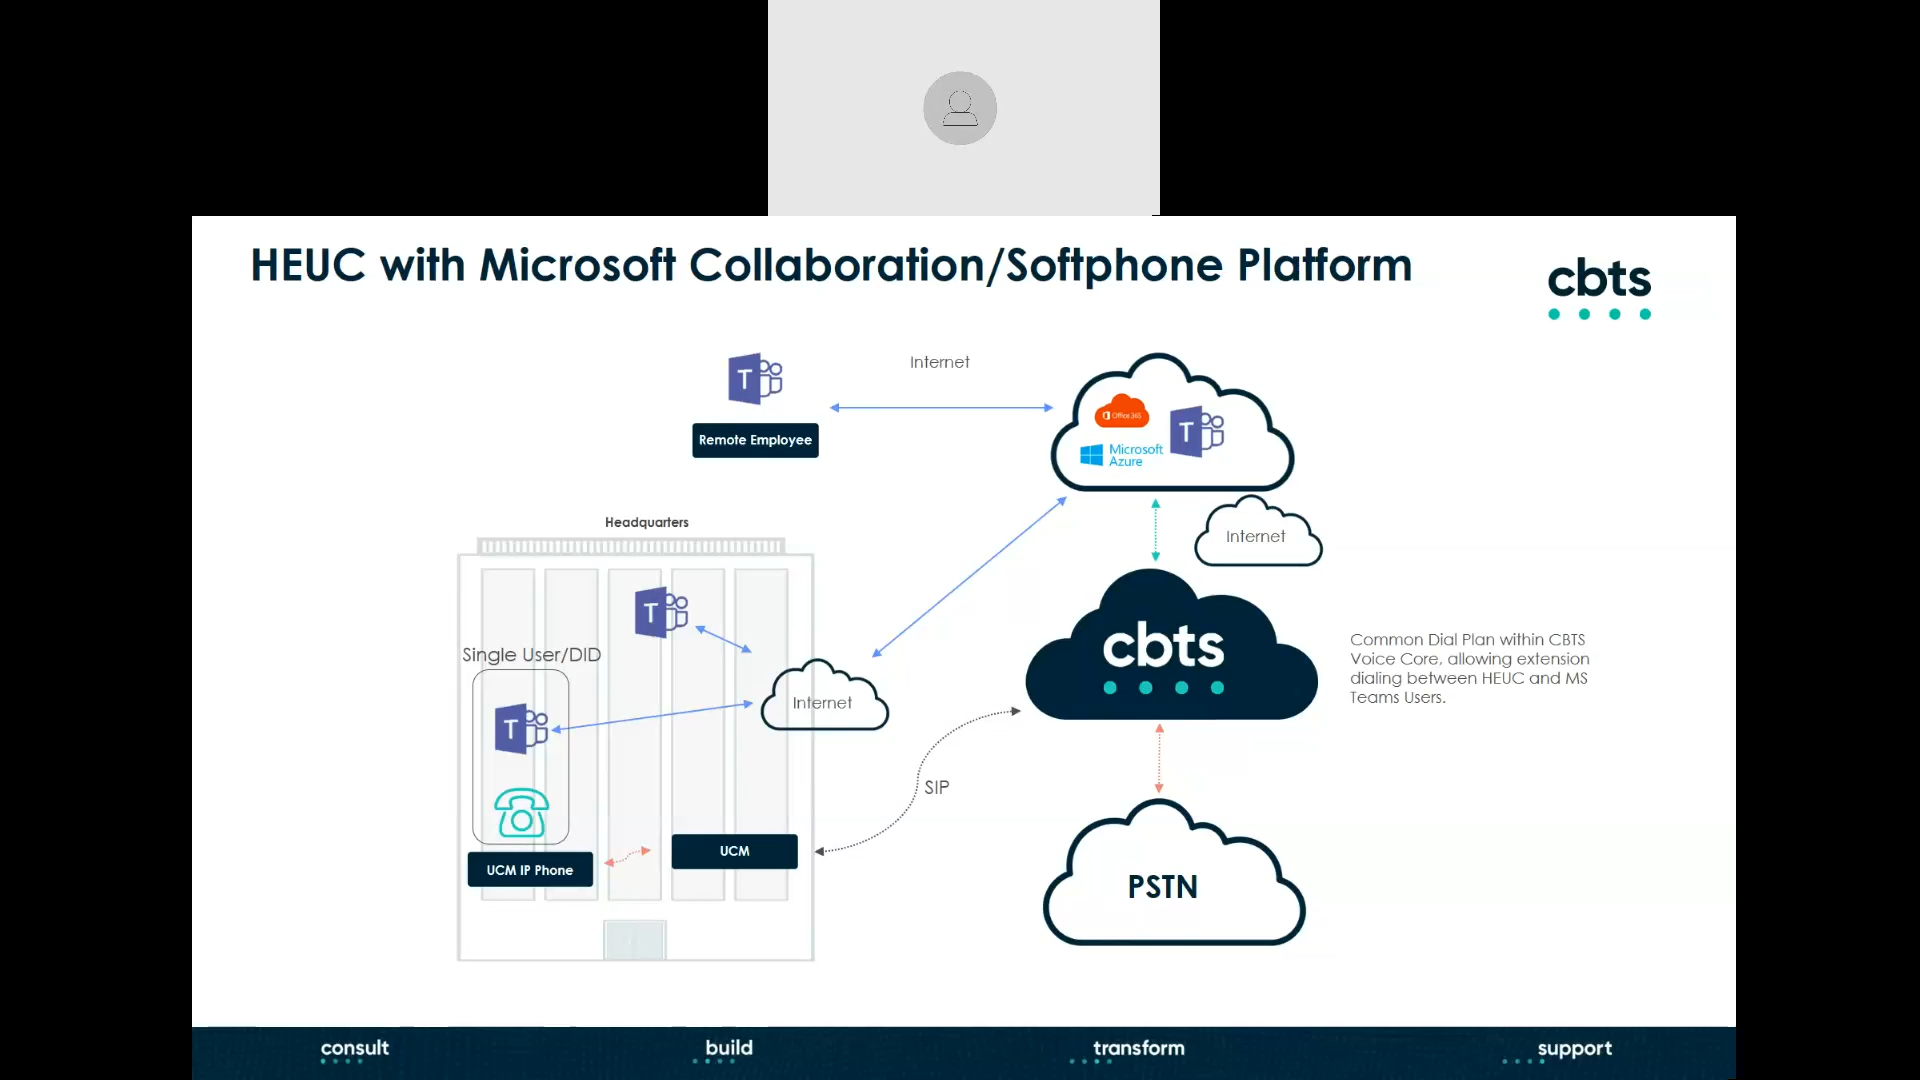 HEUC with Microsoft Collaboration/Softphone Platform
cbts
T
Internet
Remote Employee
Office 365
T
Microsoft
Azure
Headquarters
Internet
T
Single User/DID
cbts
Common Dial Plan within CBTS
Voice Core, allowing extension
dialing between HEUC and MS
Teams Users.
T
Internet
SIP
UCM
UCM IP Phone
PSTN
consult
build
transform
support